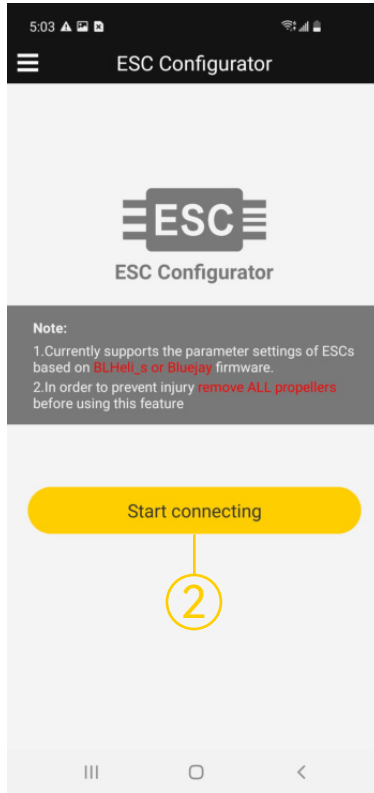 5:03
ESC Configurator
ESC
ESC Configurator
Note:
1.Currently supports the parameter settings of ESCs
based on BLHeli_s or Bluejay firmware.
2.In order to prevent injury remove ALL propellers
before using this feature
Start connecting
2